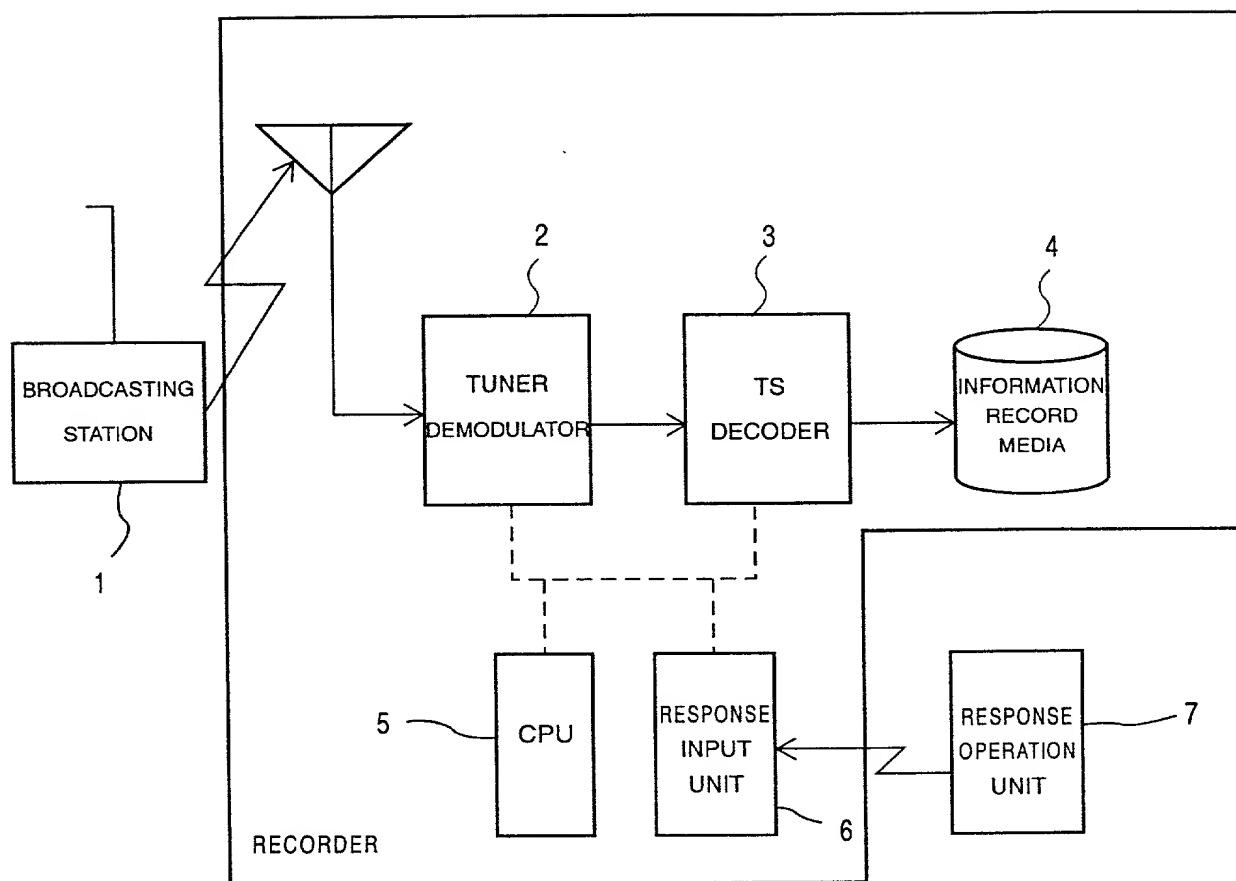 2
3
4
BROADCASTING
STATION
TUNER
DEMODULATOR
TS
DECODER
INFORMATION
RECORD
MEDIA
1
5
CPU
RESPONSE
INPUT
UNIT
6
RESPONSE
OPERATION
UNIT
7
RECORDER